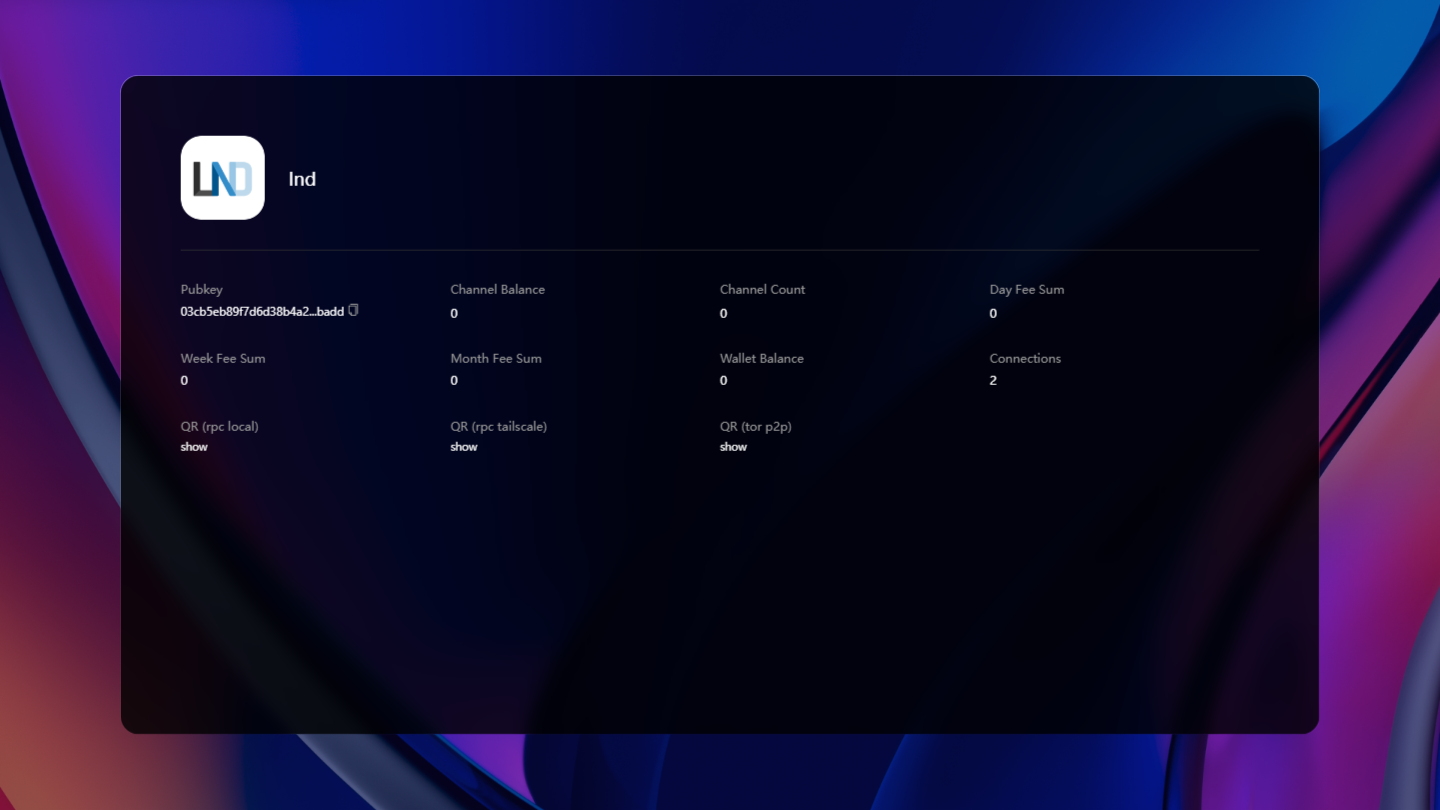 LND
lnd
Pubkey
03cb5eb89f7d6d38b4a2...badd
Channel Balance
0
Channel Count
0
Day Fee Sum
0
Week Fee Sum
0
Month Fee Sum
0
Wallet Balance
0
Connections
2
QR (rpc local)
show
QR (rpc tailscale)
show
QR (tor p2p)
show